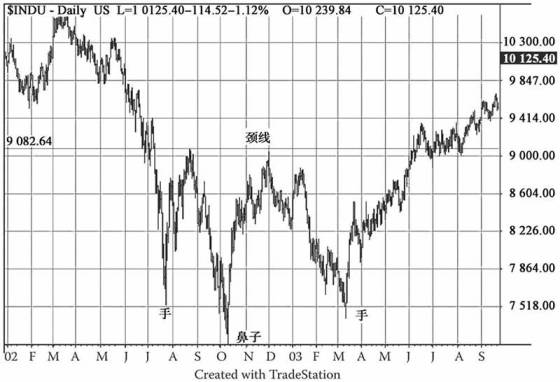 $INDU - Daily US L=1 0125.40-114.52-1.12% O=10 239.84 C=10 125.40
10 300.00
10 125.40
9 847.00
9 414.00
颈线
9 082.64
9 000.00
8 604.00
8 226.00
7 864.00
7 518.00
手
手
鼻子
02 F M A M J J A S O N D 03 F M A M J J A S
Created with TradeStation